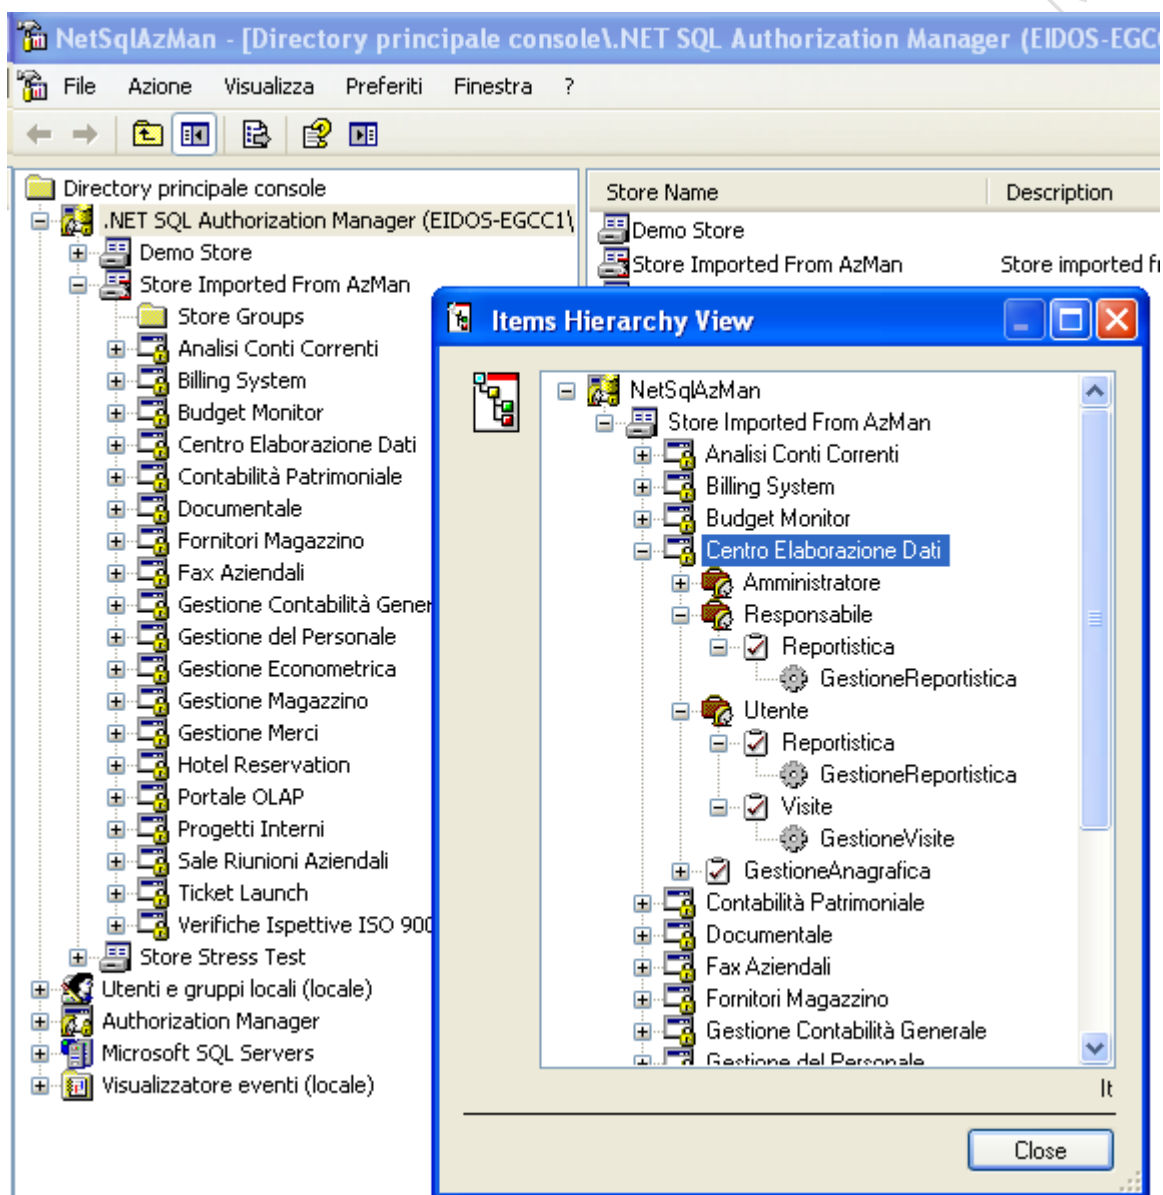 NetSqlAzMan - [Directory principale console\.NET SQL Authorization Manager (EIDOS-EGC
File Azione Visualizza Preferiti Finestra ?
Directory principale console
.NET SQL Authorization Manager (EIDOS-EGCC1\
Demo Store
Store Imported From AzMan
Store Groups
Analisi Conti Correnti
Billing System
Budget Monitor
Centro Elaborazione Dati
Contabilità Patrimoniale
Documentale
Fornitori Magazzino
Fax Aziendali
Gestione Contabilità Gener
Gestione del Personale
Gestione Econometrica
Gestione Magazzino
Gestione Merci
Hotel Reservation
Portale OLAP
Progetti Interni
Sale Riunioni Aziendali
Ticket Launch
Verifiche Ispettive ISO 900
Store Stress Test
Utenti e gruppi locali (locale)
Authorization Manager
Microsoft SQL Servers
Visualizzatore eventi (locale)
Store Name Description
Demo Store
Store Imported From AzMan Store imported fr
Items Hierarchy View
NetSqlAzMan
Store Imported From AzMan
Analisi Conti Correnti
Billing System
Budget Monitor
Centro Elaborazione Dati
Amministratore
Responsabile
Reportistica
GestioneReportistica
Utente
Reportistica
GestioneReportistica
Visite
GestioneVisite
GestioneAnagrafica
Contabilità Patrimoniale
Documentale
Fax Aziendali
Fornitori Magazzino
Gestione Contabilità Generale
Gestione del Personale
It
Close